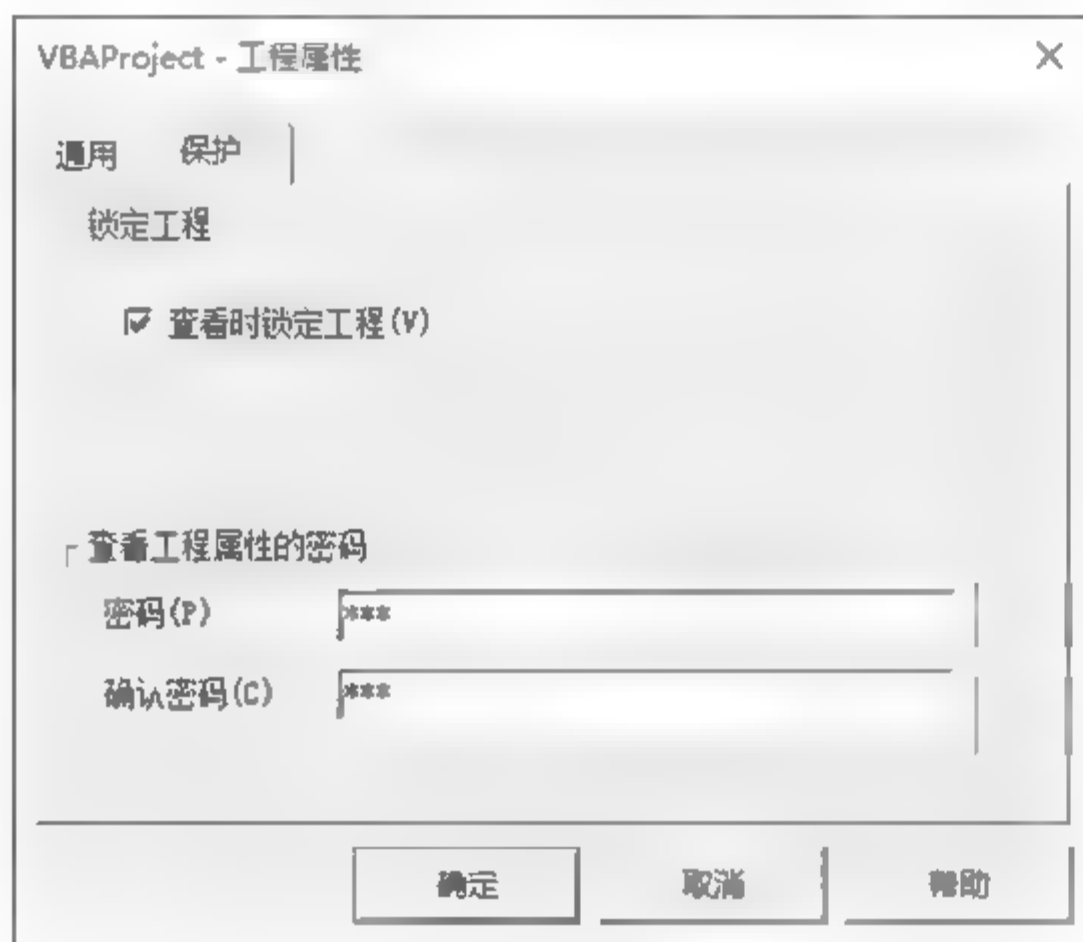 VBAProject - 工程属性
通用 保护
锁定工程
查看时锁定工程(V)
查看工程属性的密码
密码(P) ***
确认密码(C) ***
确定 取消 帮助